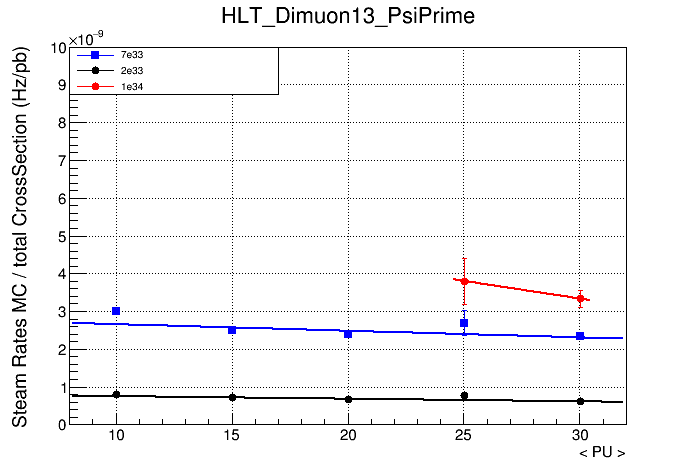 HLT_Dimuon13_PsiPrime
×10⁻⁹
Steam Rates MC / total CrossSection (Hz/pb)
10
9
8
7
6
5
4
3
2
1
0
7e33
2e33
1e34
10 15 20 25 30
< PU >